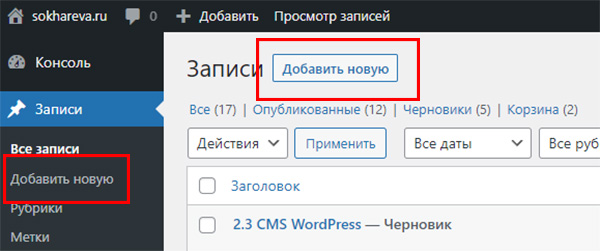 sokhareva.ru 0 + Добавить Просмотр записей
Консоль
Записи
Все записи
Добавить новую
Рубрики
Метки
Записи Добавить новую
Все (17) | Опубликованные (12) | Черновики (5) | Корзина (2)
Действия Применить Все даты Все руб
Заголовок
2.3 CMS WordPress — Черновик